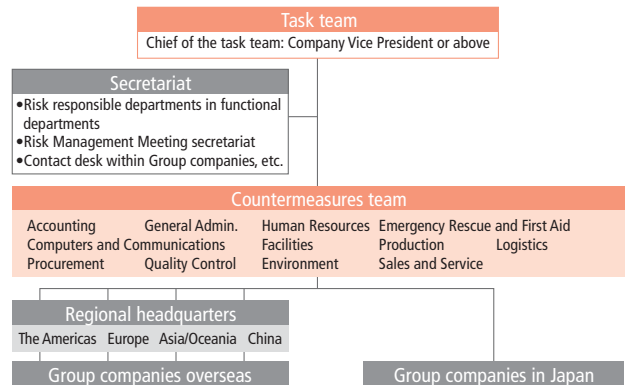 Task team
Chief of the task team: Company Vice President or above
Secretariat
•Risk responsible departments in functional
departments
•Risk Management Meeting secretariat
•Contact desk within Group companies, etc.
Countermeasures team
Accounting General Admin. Human Resources Emergency Rescue and First Aid
Computers and Communications Facilities Production Logistics
Procurement Quality Control Environment Sales and Service
Regional headquarters
The Americas Europe Asia/Oceania China
Group companies overseas Group companies in Japan